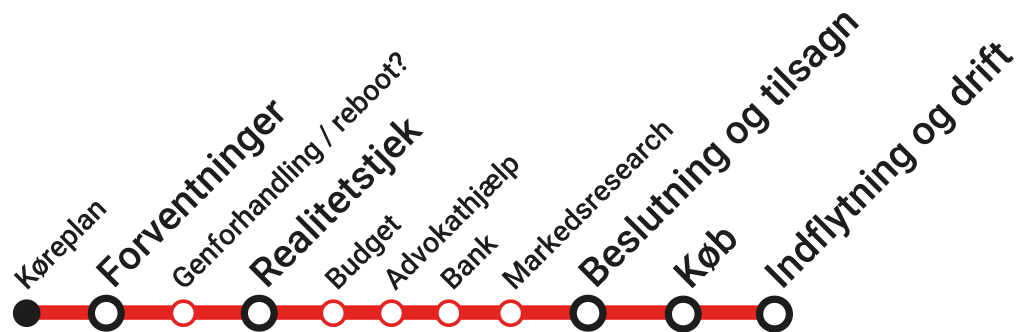 Køreplan
Forventninger
Genforhandling / reboot?
Realitetstjek
Budget
Advokathjælp
Bank
Markedsresearch
Beslutning og tilsagn
Køb
Indflytning og drift